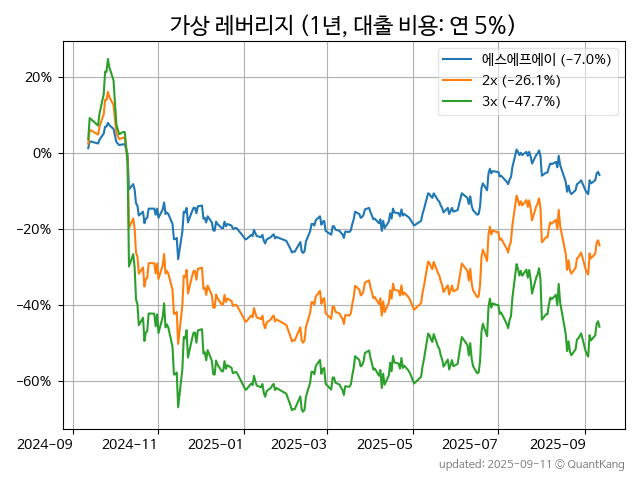 가상 레버리지 (1년, 대출 비용: 연 5%)
에스에프에이 (−7.0%)
2x (−26.1%)
3x (−47.7%)
20%
0%
−20%
−40%
−60%
2024-09 2024-11 2025-01 2025-03 2025-05 2025-07 2025-09
updated: 2025-09-11 © QuantKang